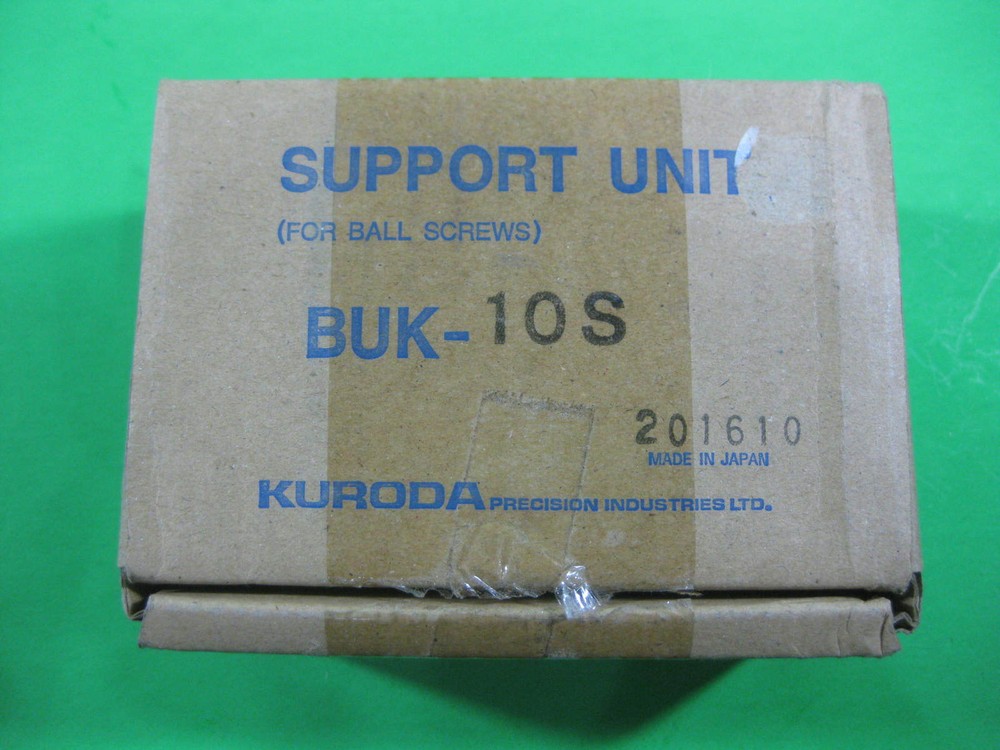 SUPPORT UNIT
(FOR BALL SCREWS)
BUK-10S
201610
MADE IN JAPAN
KURODA PRECISION INDUSTRIES LTD.